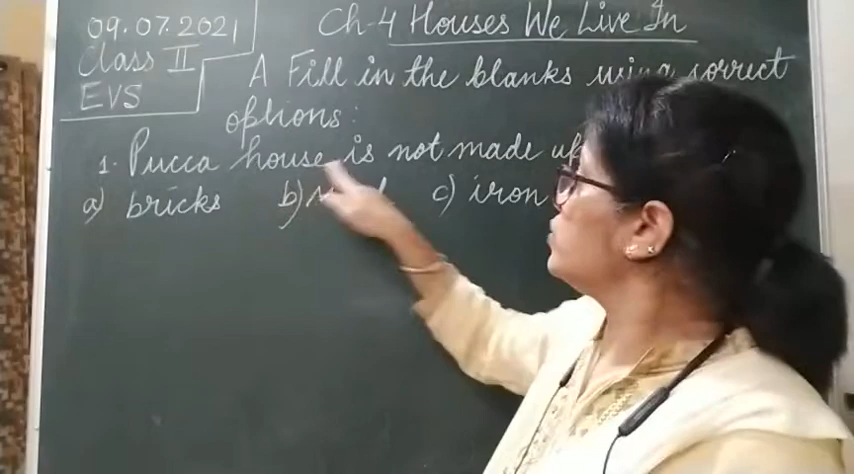 09.07.2021
Class II
EVS
Ch-4 Houses We Live In
A Fill in the blanks using correct
options:
1. Pucca house is not made up
a) bricks b) c) iron